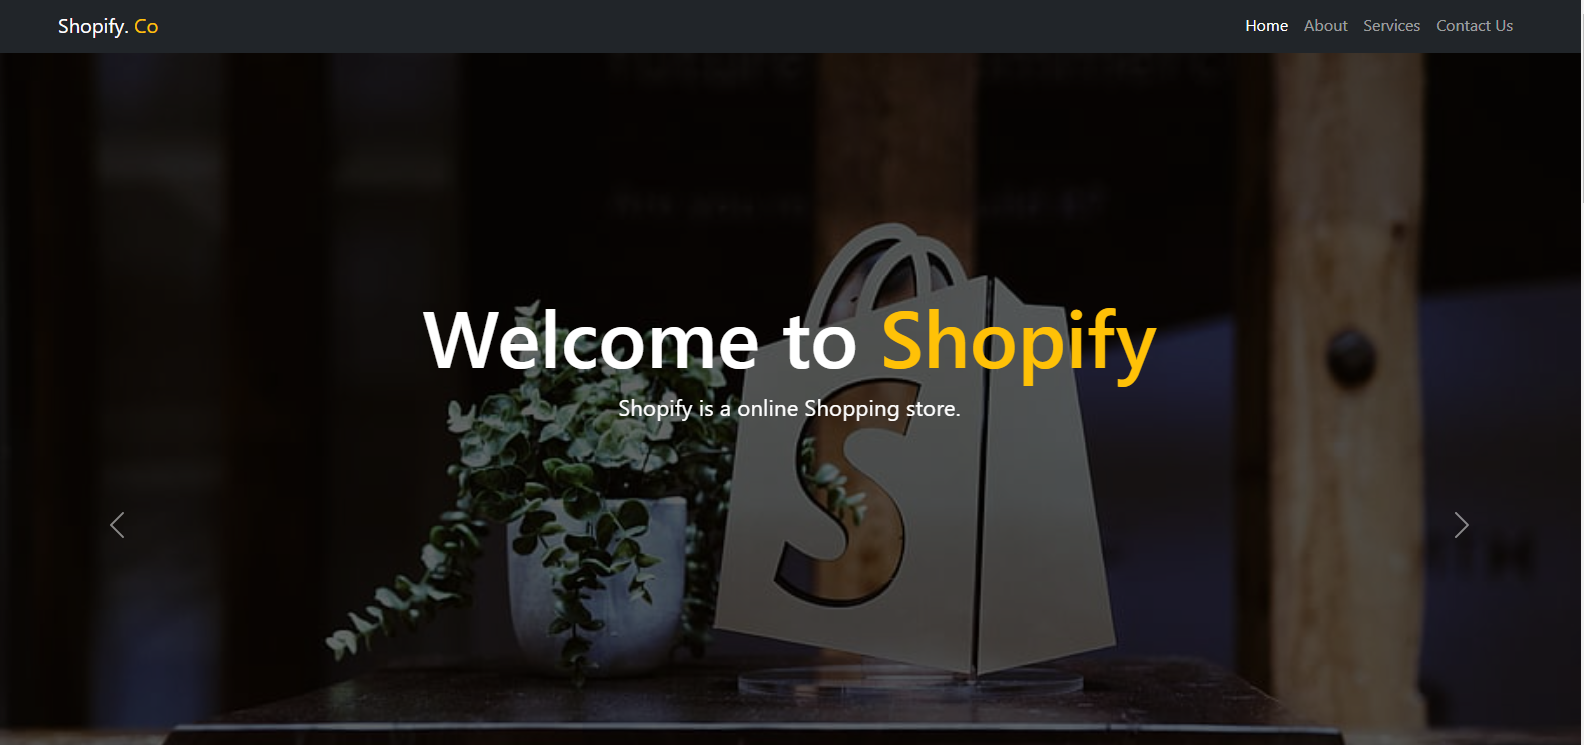 Shopify. Co
Home About Services Contact Us
Welcome to Shopify
Shopify is a online Shopping store.
S